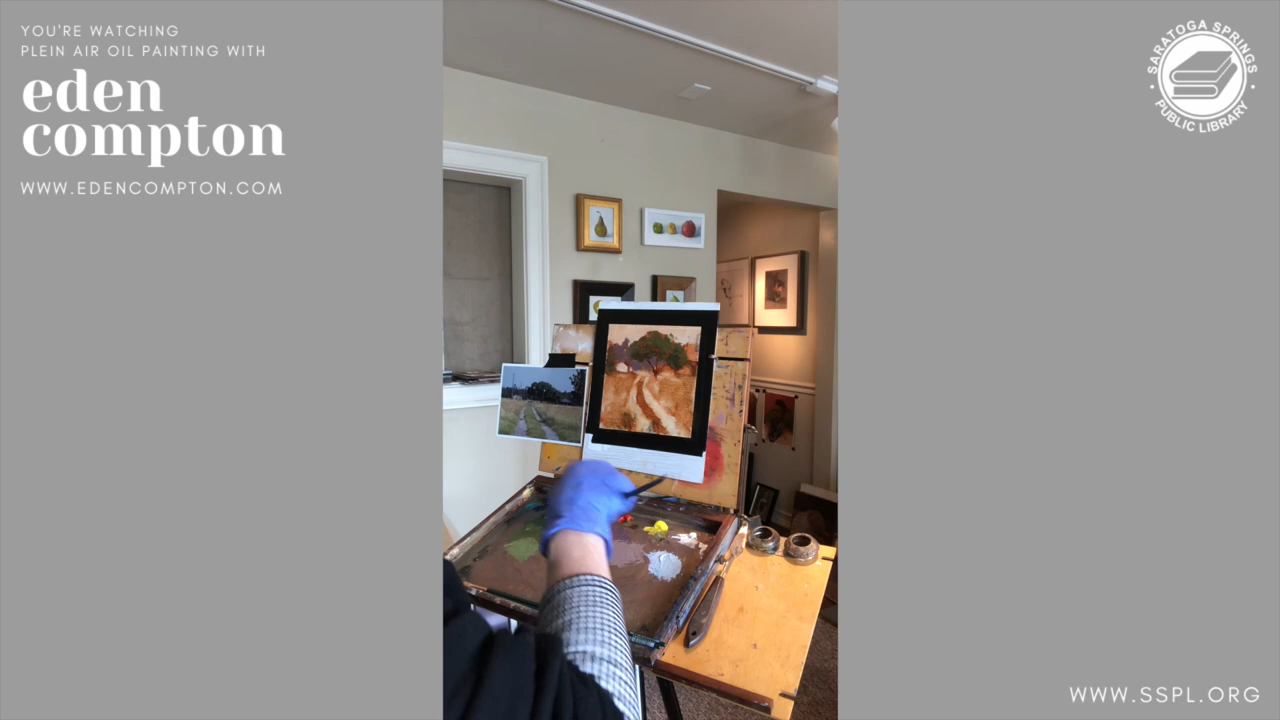 YOU'RE WATCHING
PLEIN AIR OIL PAINTING WITH
eden
compton
WWW.EDENCOMPTON.COM
SARATOGA SPRINGS
• PUBLIC LIBRARY •
WWW.SSPL.ORG